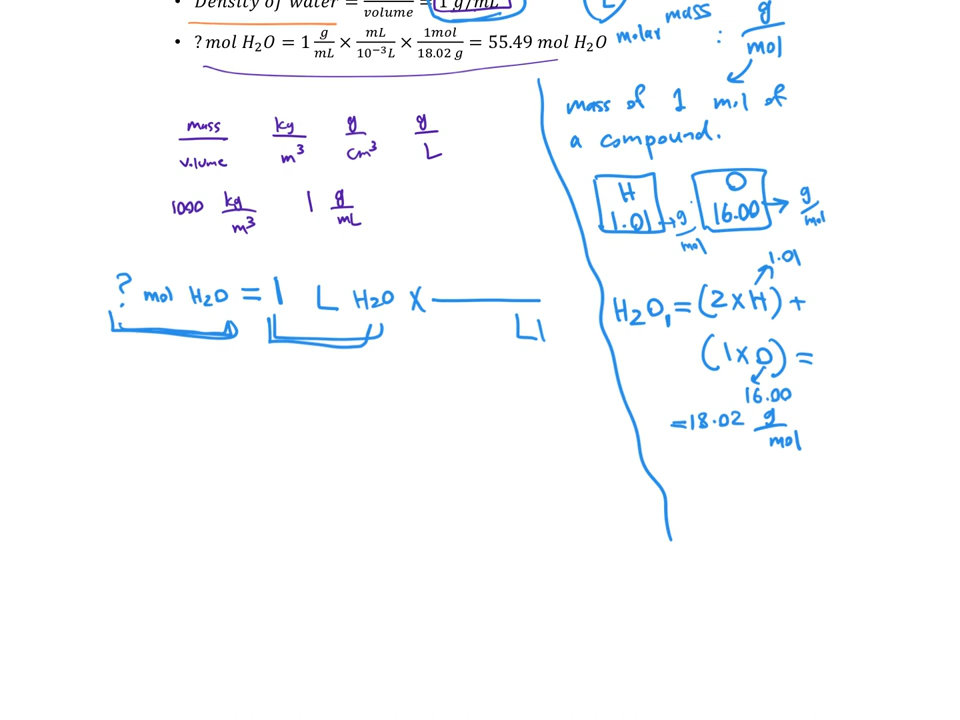 • Density of water = /volume = 1 g/mL
• ? mol H₂O = 1 g/mL × mL/10⁻³L × 1mol/18.02 g = 55.49 mol H₂O
molar mass : g/mol
mass of 1 mol of
a compound.
mass/volume kg/m³ g/cm³ g/L
1000 kg/m³ 1 g/mL
H 1.01 → g/mol O 16.00 → g/mol
? mol H₂O = 1 L H₂O ×
L
1.01
H₂O = (2×H) +
(1×O) =
16.00
= 18.02 g/mol